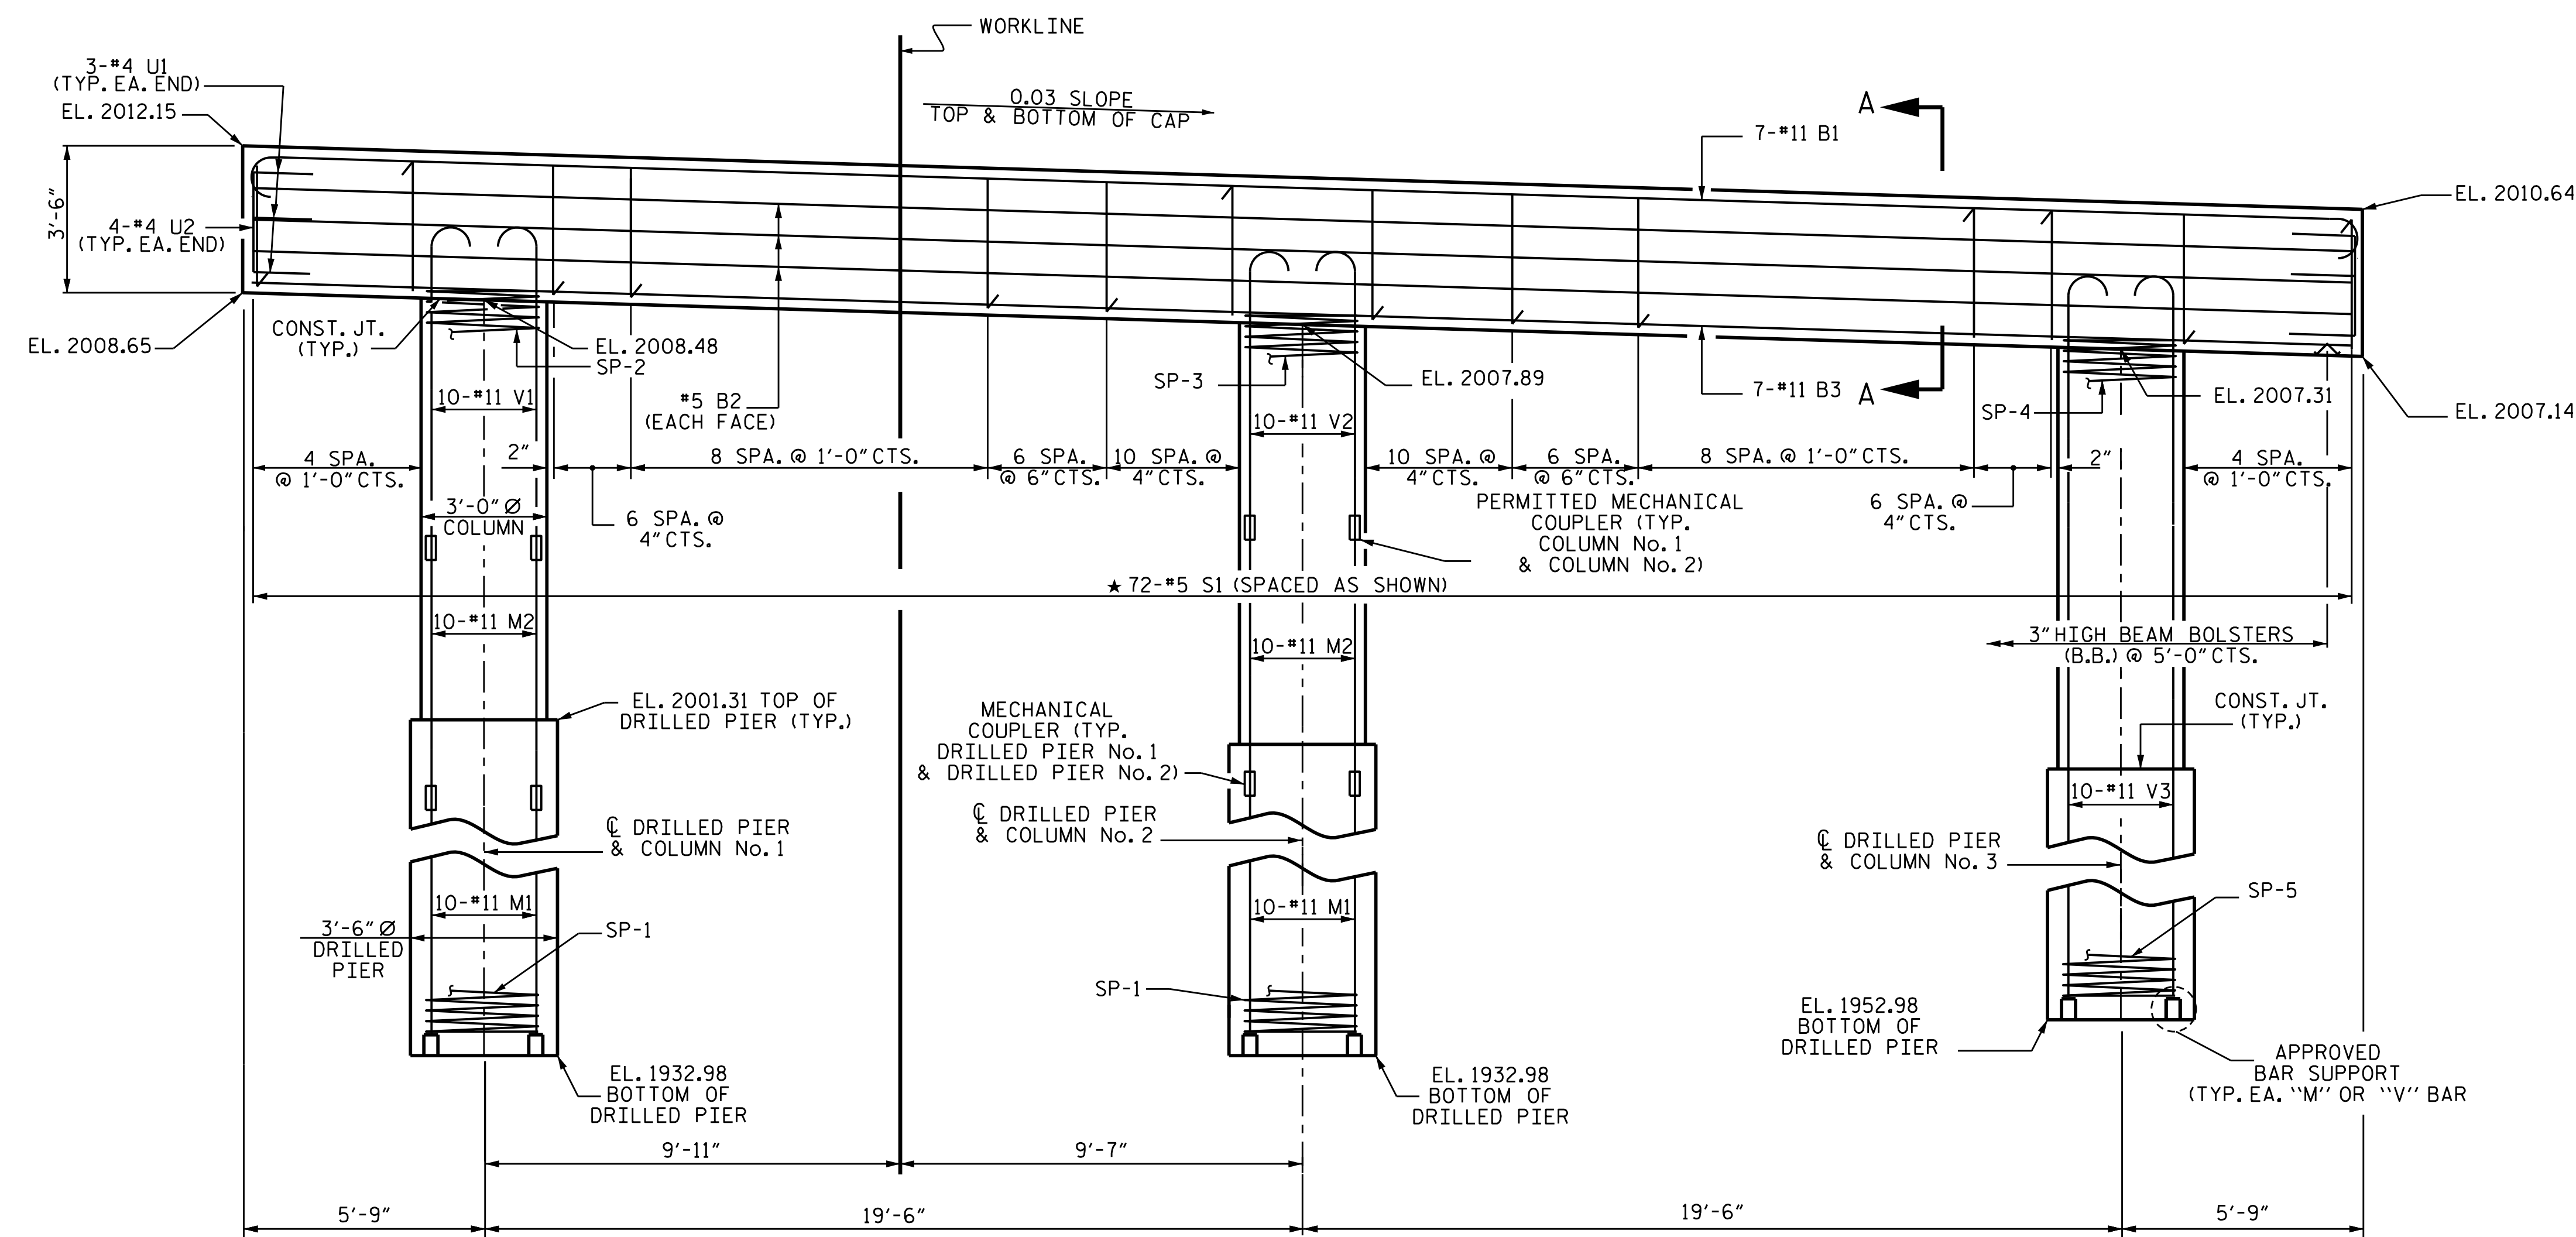 WORKLINE
3-#4 U1
(TYP. EA. END)
EL. 2012.15
0.03 SLOPE
TOP & BOTTOM OF CAP
A
7-#11 B1
EL. 2010.64
3'-6"
4-#4 U2
(TYP. EA. END)
CONST. JT.
(TYP.)
EL. 2008.65
EL. 2008.48
SP-2
SP-3
EL. 2007.89
7-#11 B3
A
EL. 2007.31
SP-4
EL. 2007.14
10-#11 V1
#5 B2
(EACH FACE)
10-#11 V2
4 SPA.
@ 1'-0" CTS.
2"
8 SPA. @ 1'-0" CTS.
6 SPA.
@ 6" CTS.
10 SPA. @
4" CTS.
10 SPA. @
4" CTS.
6 SPA.
@ 6" CTS.
8 SPA. @ 1'-0" CTS.
2"
4 SPA.
@ 1'-0" CTS.
3'-0" Ø
COLUMN
6 SPA. @
4" CTS.
PERMITTED MECHANICAL
COUPLER (TYP.
COLUMN No. 1
& COLUMN No. 2)
6 SPA. @
4" CTS.
★ 72-#5 S1 (SPACED AS SHOWN)
10-#11 M2
10-#11 M2
3" HIGH BEAM BOLSTERS
(B.B.) @ 5'-0" CTS.
EL. 2001.31 TOP OF
DRILLED PIER (TYP.)
MECHANICAL
COUPLER (TYP.
DRILLED PIER No. 1
& DRILLED PIER No. 2)
CONST. JT.
(TYP.)
10-#11 V3
℄ DRILLED PIER
& COLUMN No. 1
℄ DRILLED PIER
& COLUMN No. 2
℄ DRILLED PIER
& COLUMN No. 3
10-#11 M1
10-#11 M1
SP-5
3'-6" Ø
DRILLED
PIER
SP-1
SP-1
EL. 1952.98
BOTTOM OF
DRILLED PIER
EL. 1932.98
BOTTOM OF
DRILLED PIER
EL. 1932.98
BOTTOM OF
DRILLED PIER
APPROVED
BAR SUPPORT
(TYP. EA. "M" OR "V" BAR
9'-11"
9'-7"
5'-9"
19'-6"
19'-6"
5'-9"